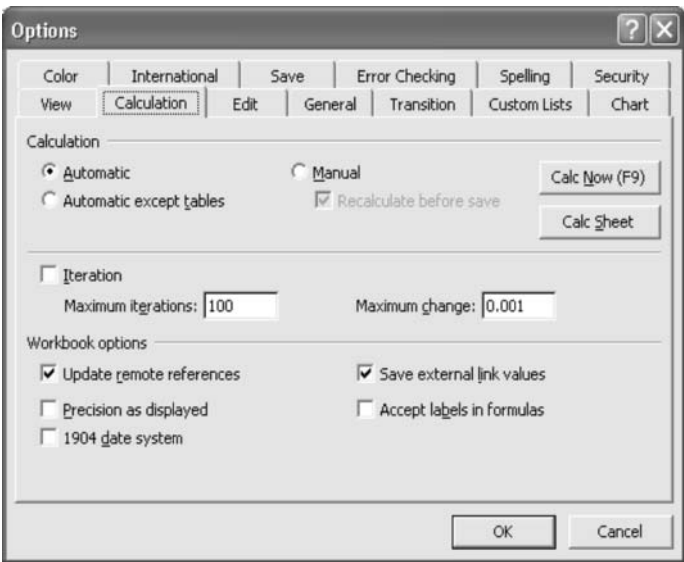 Options
Color International Save Error Checking Spelling Security
View Calculation Edit General Transition Custom Lists Chart
Calculation
Automatic Manual Calc Now (F9)
Automatic except tables Recalculate before save
Calc Sheet
Iteration
Maximum iterations: 100 Maximum change: 0.001
Workbook options
Update remote references Save external link values
Precision as displayed Accept labels in formulas
1904 date system
OK Cancel